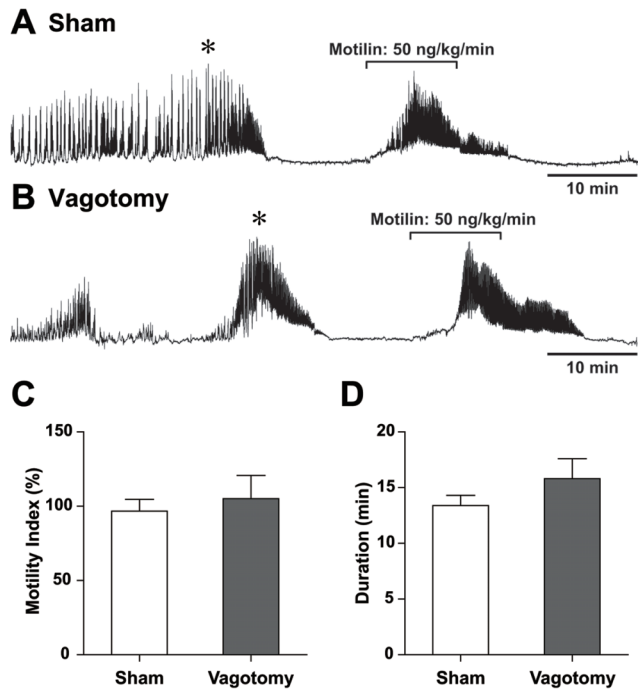 A Sham
*
Motilin: 50 ng/kg/min
10 min
B Vagotomy
*
Motilin: 50 ng/kg/min
10 min
C
150
100
50
0
Motility Index (%)
Sham Vagotomy
D
20
15
10
5
0
Duration (min)
Sham Vagotomy